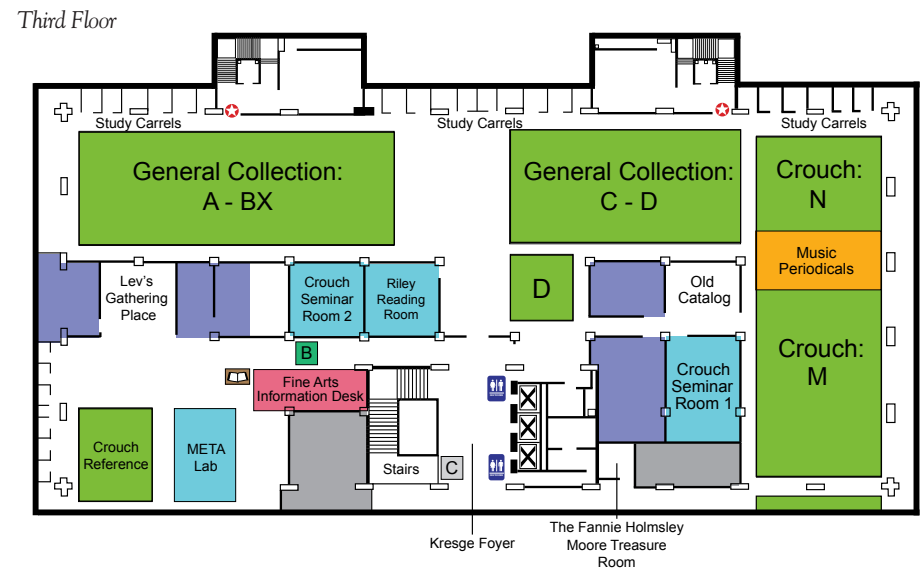 Third Floor
Study Carrels
Study Carrels
Study Carrels
General Collection:
A - BX
General Collection:
C - D
Crouch:
N
Music
Periodicals
Lev's
Gathering
Place
Crouch
Seminar
Room 2
Riley
Reading
Room
D
Old
Catalog
Crouch:
M
B
Fine Arts
Information Desk
Crouch
Seminar
Room 1
Crouch
Reference
META
Lab
Stairs
C
Kresge Foyer
The Fannie Holmsley
Moore Treasure
Room